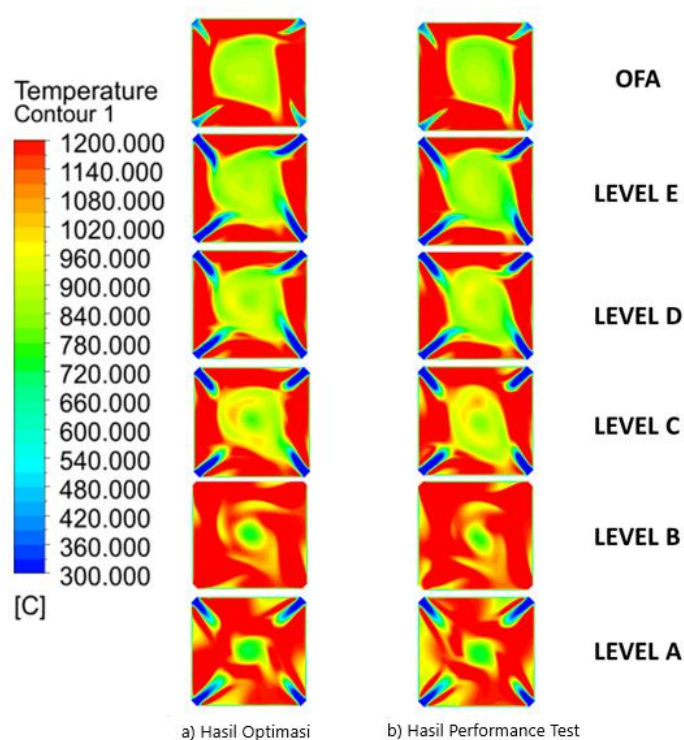 Temperature
Contour 1
1200.000
1140.000
1080.000
1020.000
960.000
900.000
840.000
780.000
720.000
660.000
600.000
540.000
480.000
420.000
360.000
300.000
[C]
OFA
LEVEL E
LEVEL D
LEVEL C
LEVEL B
LEVEL A
a) Hasil Optimasi
b) Hasil Performance Test